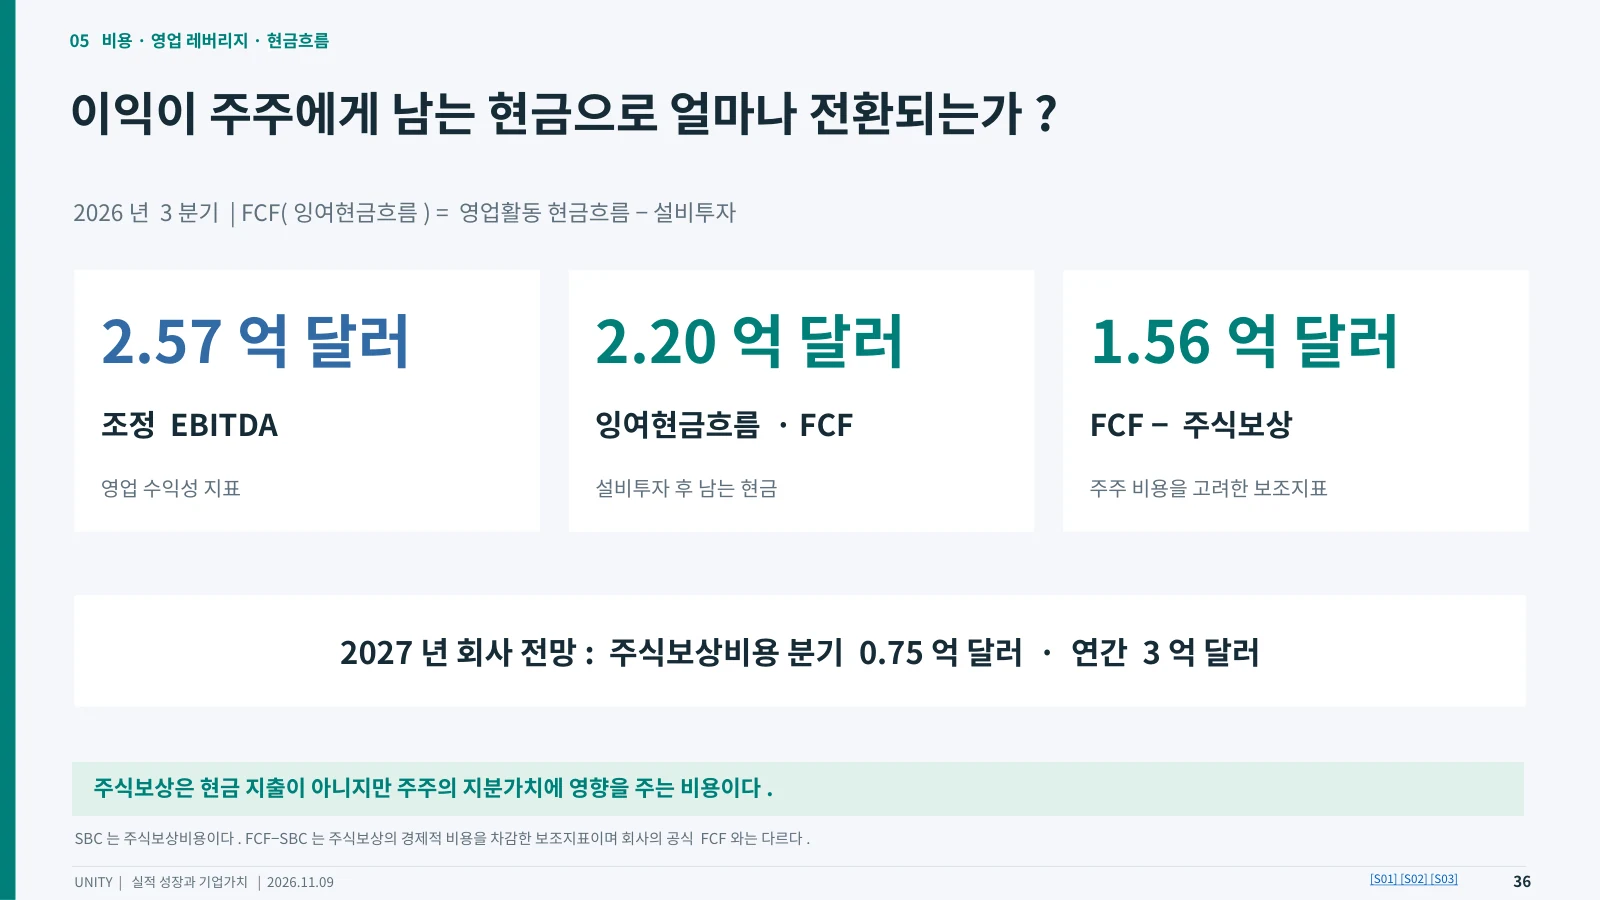 05 비용 · 영업 레버리지 · 현금흐름
이익이 주주에게 남는 현금으로 얼마나 전환되는가 ?
2026 년 3 분기 | FCF( 잉여현금흐름 ) = 영업활동 현금흐름 − 설비투자
2.57 억 달러
조정 EBITDA
영업 수익성 지표
2.20 억 달러
잉여현금흐름 · FCF
설비투자 후 남는 현금
1.56 억 달러
FCF − 주식보상
주주 비용을 고려한 보조지표
2027 년 회사 전망 : 주식보상비용 분기 0.75 억 달러 · 연간 3 억 달러
주식보상은 현금 지출이 아니지만 주주의 지분가치에 영향을 주는 비용이다 .
SBC 는 주식보상비용이다 . FCF−SBC 는 주식보상의 경제적 비용을 차감한 보조지표이며 회사의 공식 FCF 와는 다르다 .
UNITY | 실적 성장과 기업가치 | 2026.11.09
[S01] [S02] [S03]
36